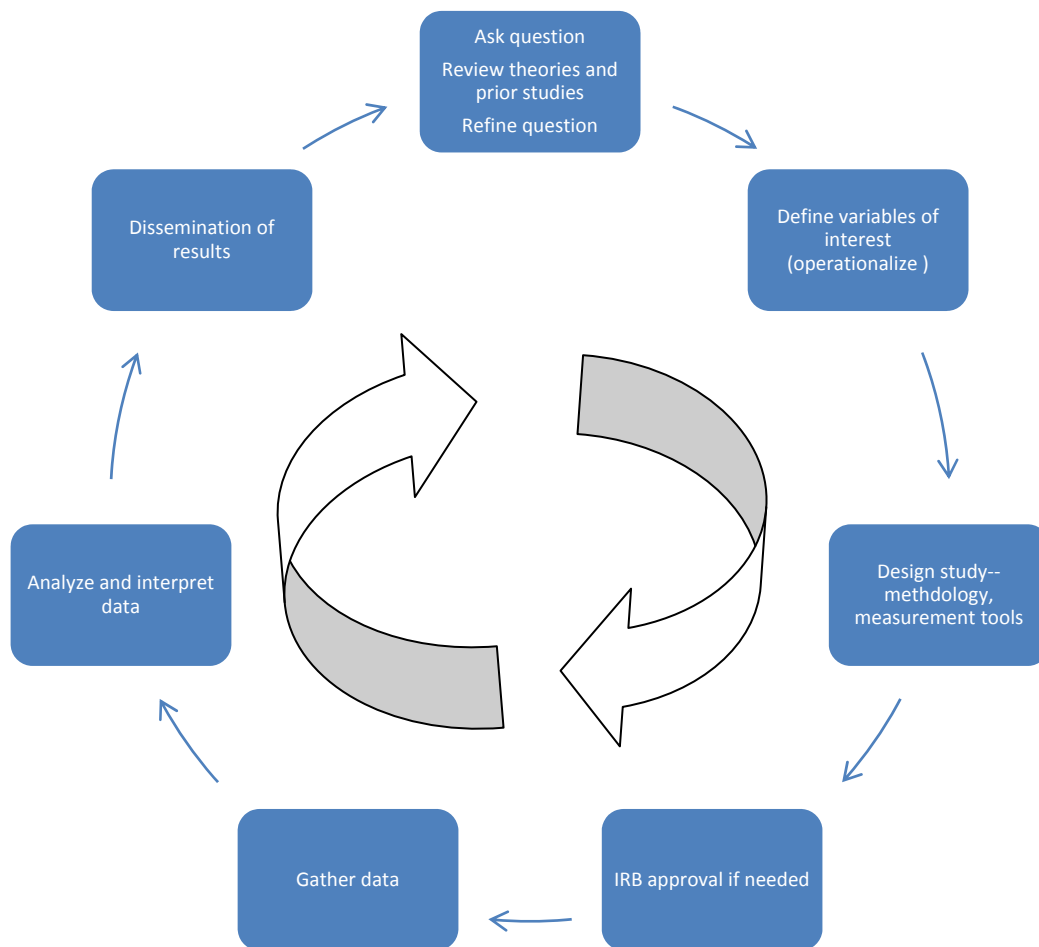 Ask question
Review theories and
prior studies
Refine question
Define variables of
interest
(operationalize )
Design study--
methdology,
measurement tools
IRB approval if needed
Gather data
Analyze and interpret
data
Dissemination of
results